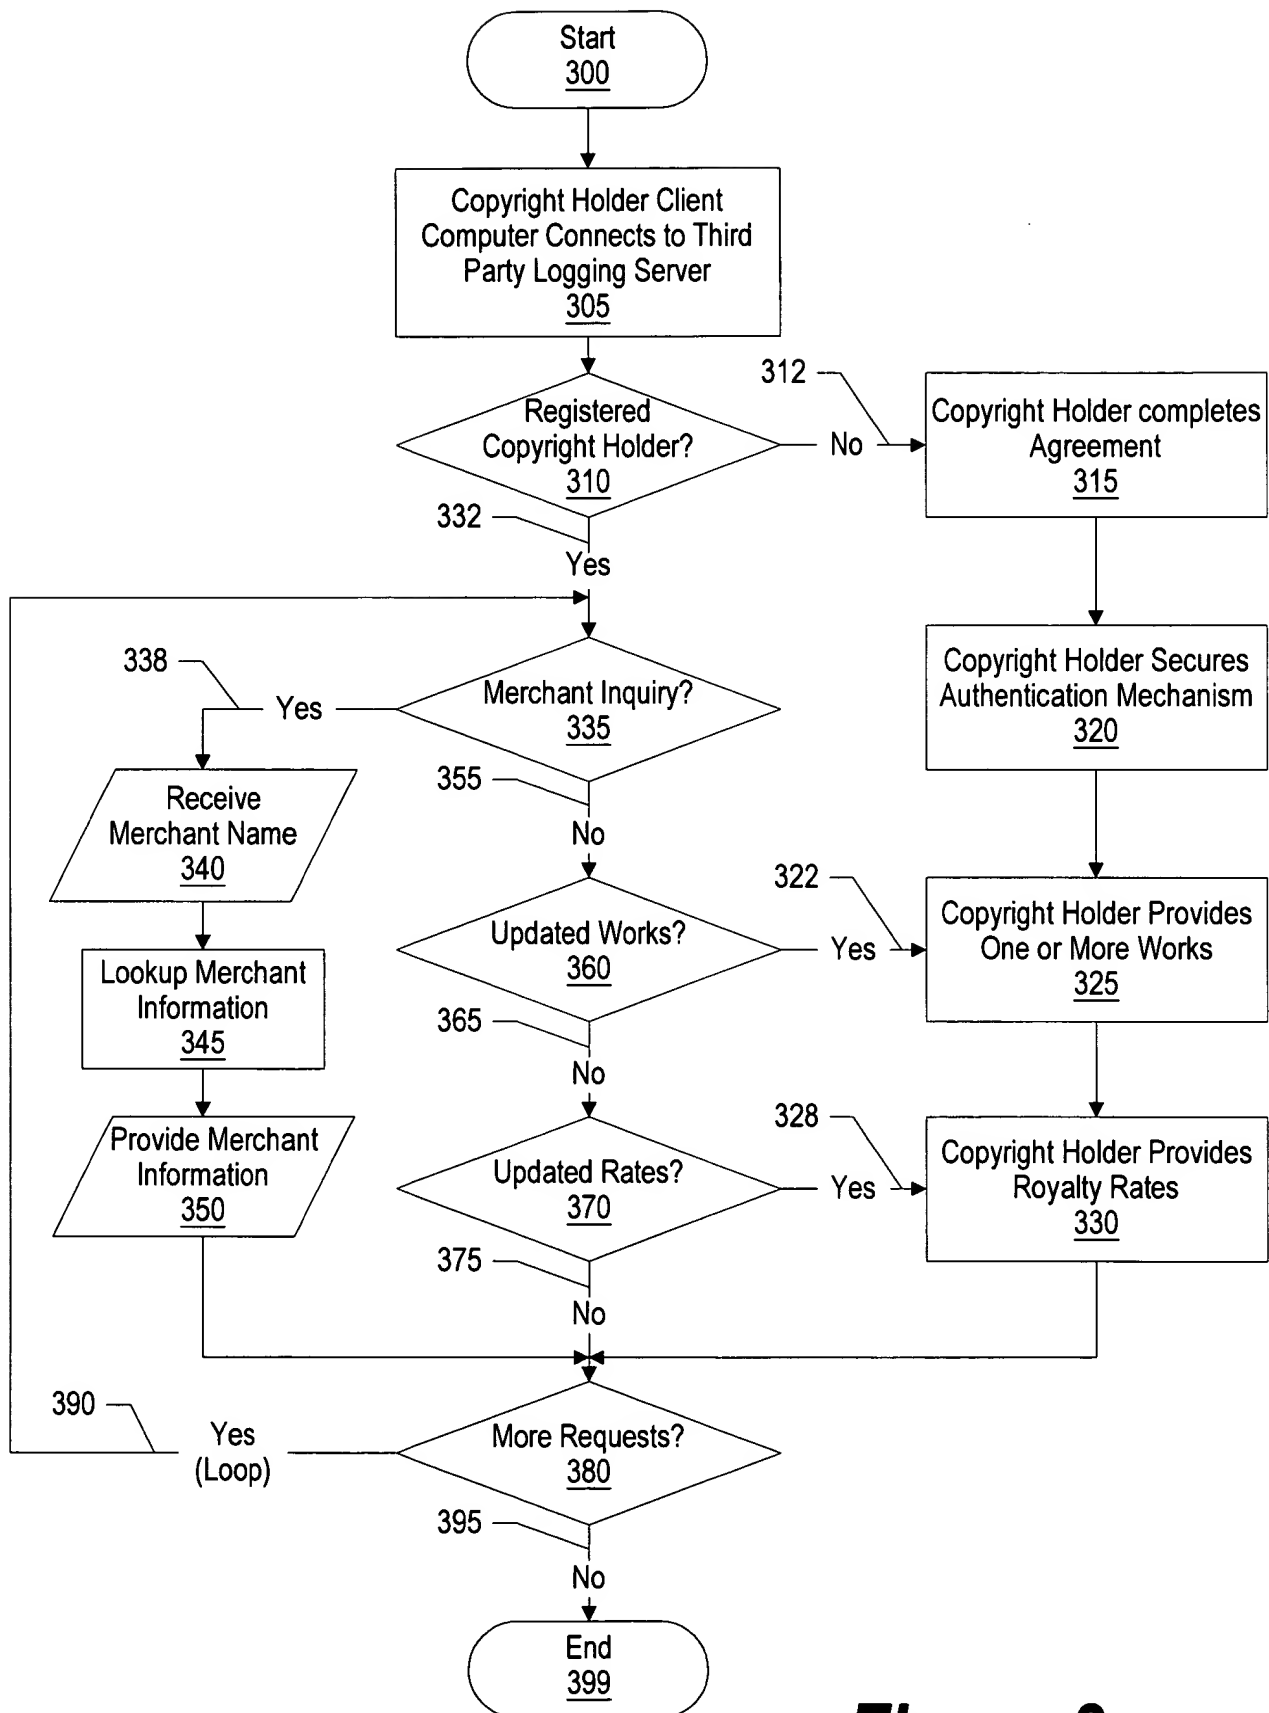 Start
300
Copyright Holder Client
Computer Connects to Third
Party Logging Server
305
312
Registered
Copyright Holder?
310
No
Copyright Holder completes
Agreement
315
332
Yes
338
Yes
Merchant Inquiry?
335
Copyright Holder Secures
Authentication Mechanism
320
355
No
Receive
Merchant Name
340
322
Updated Works?
360
Yes
Copyright Holder Provides
One or More Works
325
Lookup Merchant
Information
345
365
No
328
Provide Merchant
Information
350
Updated Rates?
370
Yes
Copyright Holder Provides
Royalty Rates
330
375
No
390
Yes
(Loop)
More Requests?
380
395
No
End
399